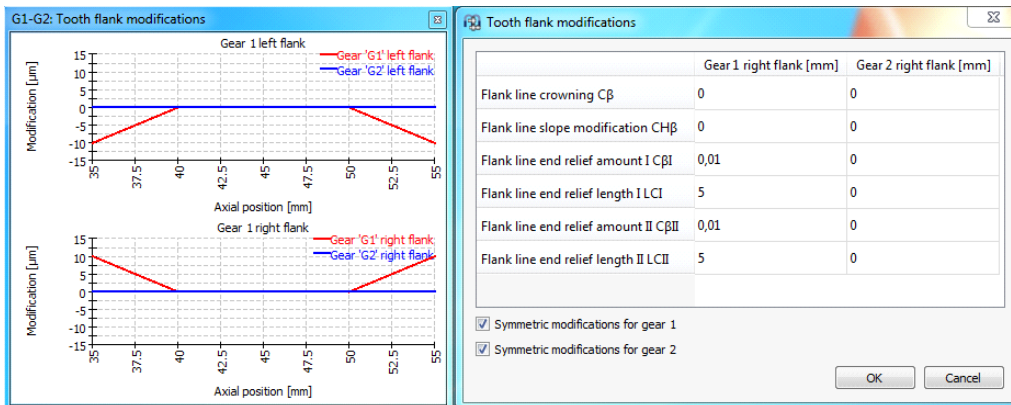 G1-G2: Tooth flank modifications
Gear 1 left flank
Gear 'G1' left flank
Gear 'G2' left flank
Modification [µm]
15
10
5
0
-5
-10
-15
35
37.5
40
42.5
45
47.5
50
52.5
55
Axial position [mm]
Gear 1 right flank
Gear 'G1' right flank
Gear 'G2' right flank
Modification [µm]
15
10
5
0
-5
-10
-15
35
37.5
40
42.5
45
47.5
50
52.5
55
Axial position [mm]
Tooth flank modifications
Gear 1 right flank [mm] Gear 2 right flank [mm]
Flank line crowning Cβ 0 0
Flank line slope modification CHβ 0 0
Flank line end relief amount I CβI 0,01 0
Flank line end relief length I LCI 5 0
Flank line end relief amount II CβII 0,01 0
Flank line end relief length II LCII 5 0
Symmetric modifications for gear 1
Symmetric modifications for gear 2
OK Cancel